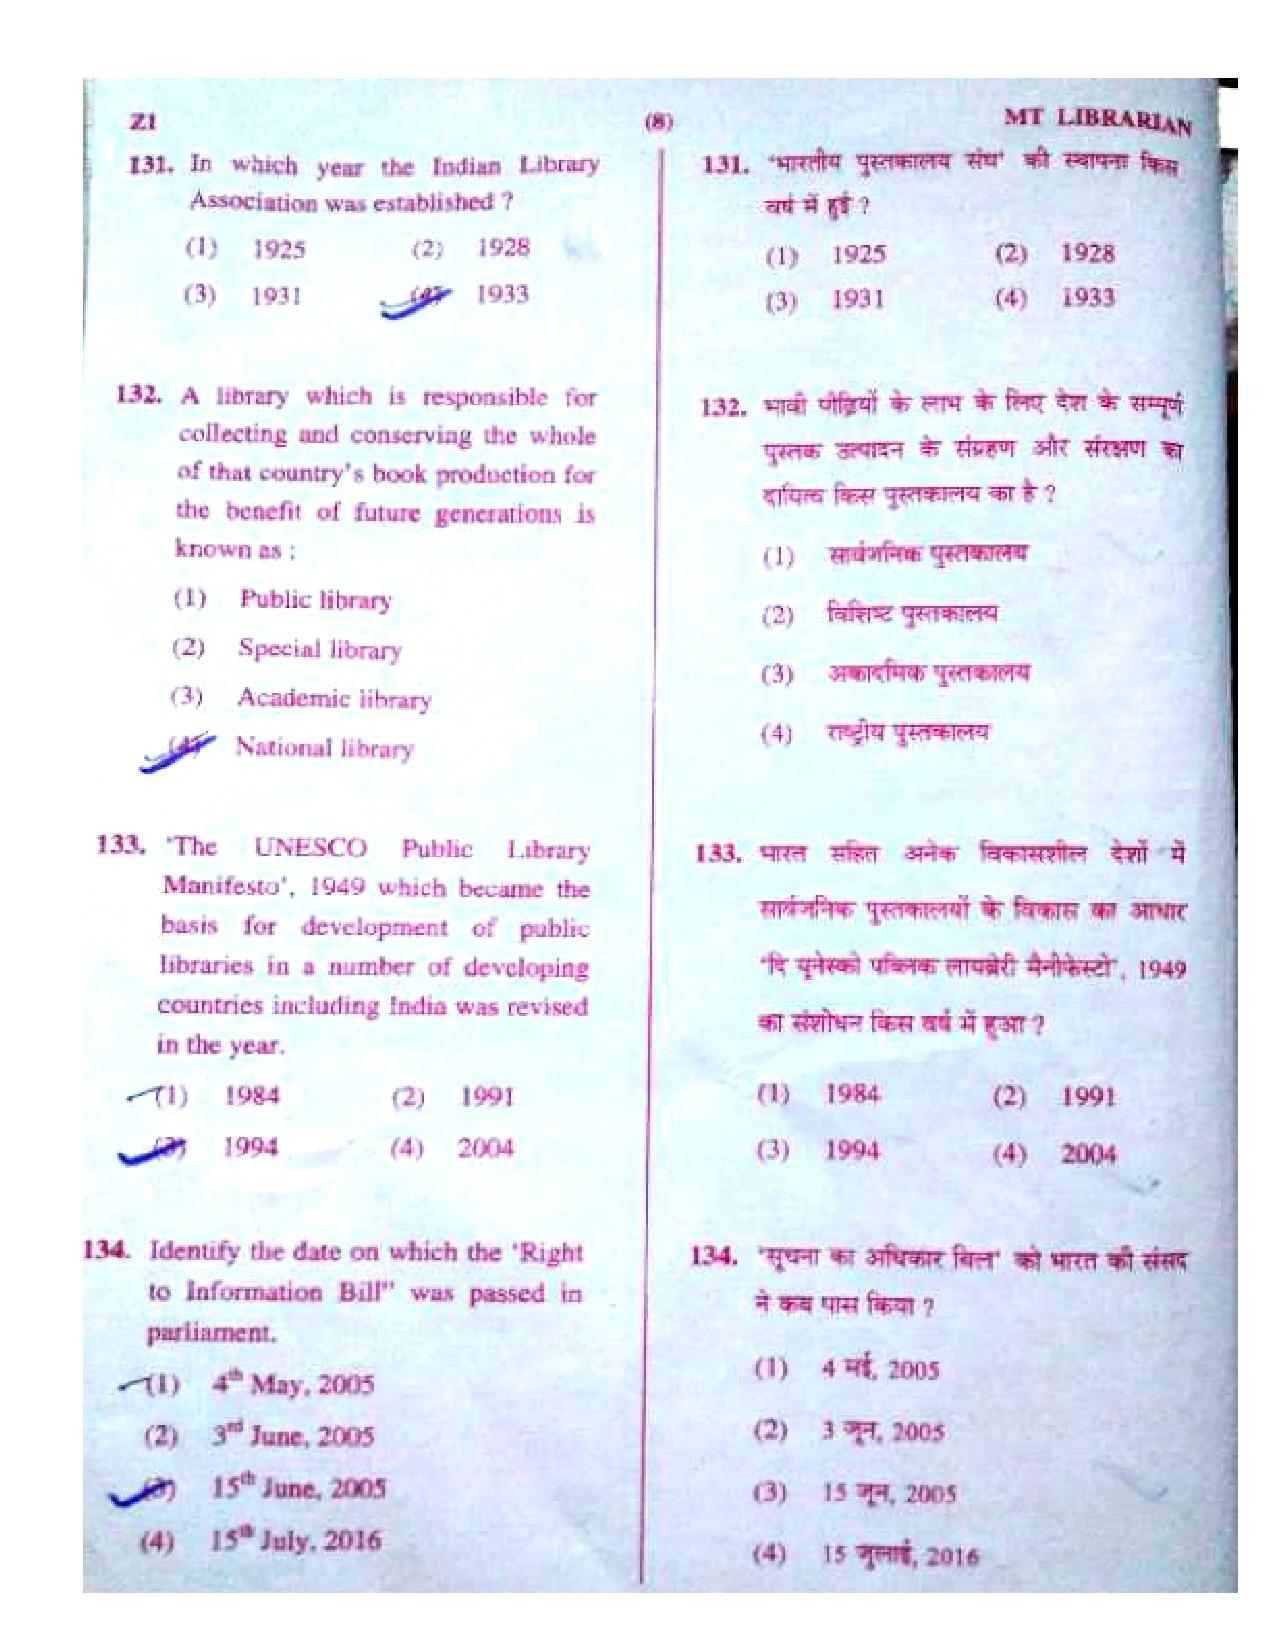 Z1
(8)
MT LIBRARIAN
131. In which year the Indian Library
Association was established ?
(1) 1925 (2) 1928
(3) 1931 (4) 1933
132. A library which is responsible for
collecting and conserving the whole
of that country's book production for
the benefit of future generations is
known as :
(1) Public library
(2) Special library
(3) Academic library
(4) National library
133. 'The UNESCO Public Library
Manifesto', 1949 which became the
basis for development of public
libraries in a number of developing
countries including India was revised
in the year.
(1) 1984 (2) 1991
(3) 1994 (4) 2004
134. Identify the date on which the 'Right
to Information Bill" was passed in
parliament.
(1) 4th May, 2005
(2) 3rd June, 2005
(3) 15th June, 2005
(4) 15th July, 2016
131. 'भारतीय पुस्तकालय संघ' की स्थापना किस
वर्ष में हुई ?
(1) 1925 (2) 1928
(3) 1931 (4) 1933
132. भावी पीढ़ियों के लाभ के लिए देश के सम्पूर्ण
पुस्तक उत्पादन के संग्रहण और संरक्षण का
दायित्व किस पुस्तकालय का है ?
(1) सार्वजनिक पुस्तकालय
(2) विशिष्ट पुस्तकालय
(3) अकादमिक पुस्तकालय
(4) राष्ट्रीय पुस्तकालय
133. भारत सहित अनेक विकासशील देशों में
सार्वजनिक पुस्तकालयों के विकास का आधार
'दि यूनेस्को पब्लिक लायब्रेरी मैनीफेस्टो', 1949
का संशोधन किस वर्ष में हुआ ?
(1) 1984 (2) 1991
(3) 1994 (4) 2004
134. 'सूचना का अधिकार बिल' को भारत की संसद
ने कब पास किया ?
(1) 4 मई, 2005
(2) 3 जून, 2005
(3) 15 जून, 2005
(4) 15 जुलाई, 2016